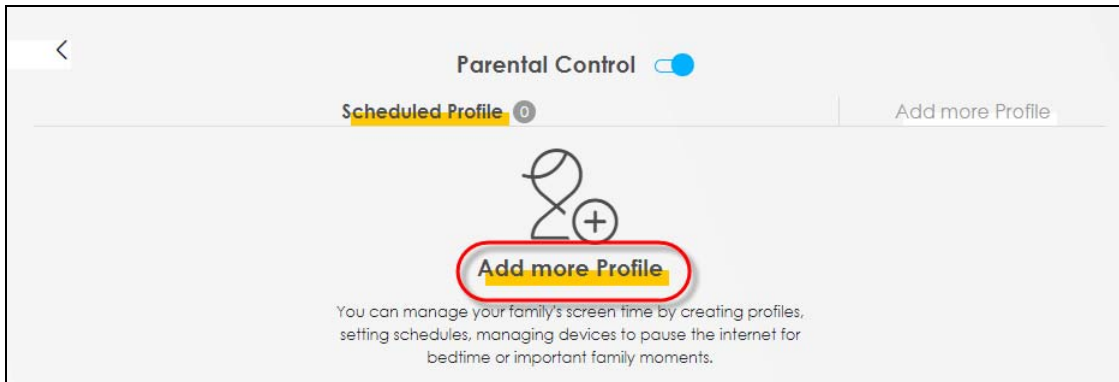 Parental Control
Scheduled Profile 0
Add more Profile
Add more Profile
You can manage your family's screen time by creating profiles,
setting schedules, managing devices to pause the internet for
bedtime or important family moments.